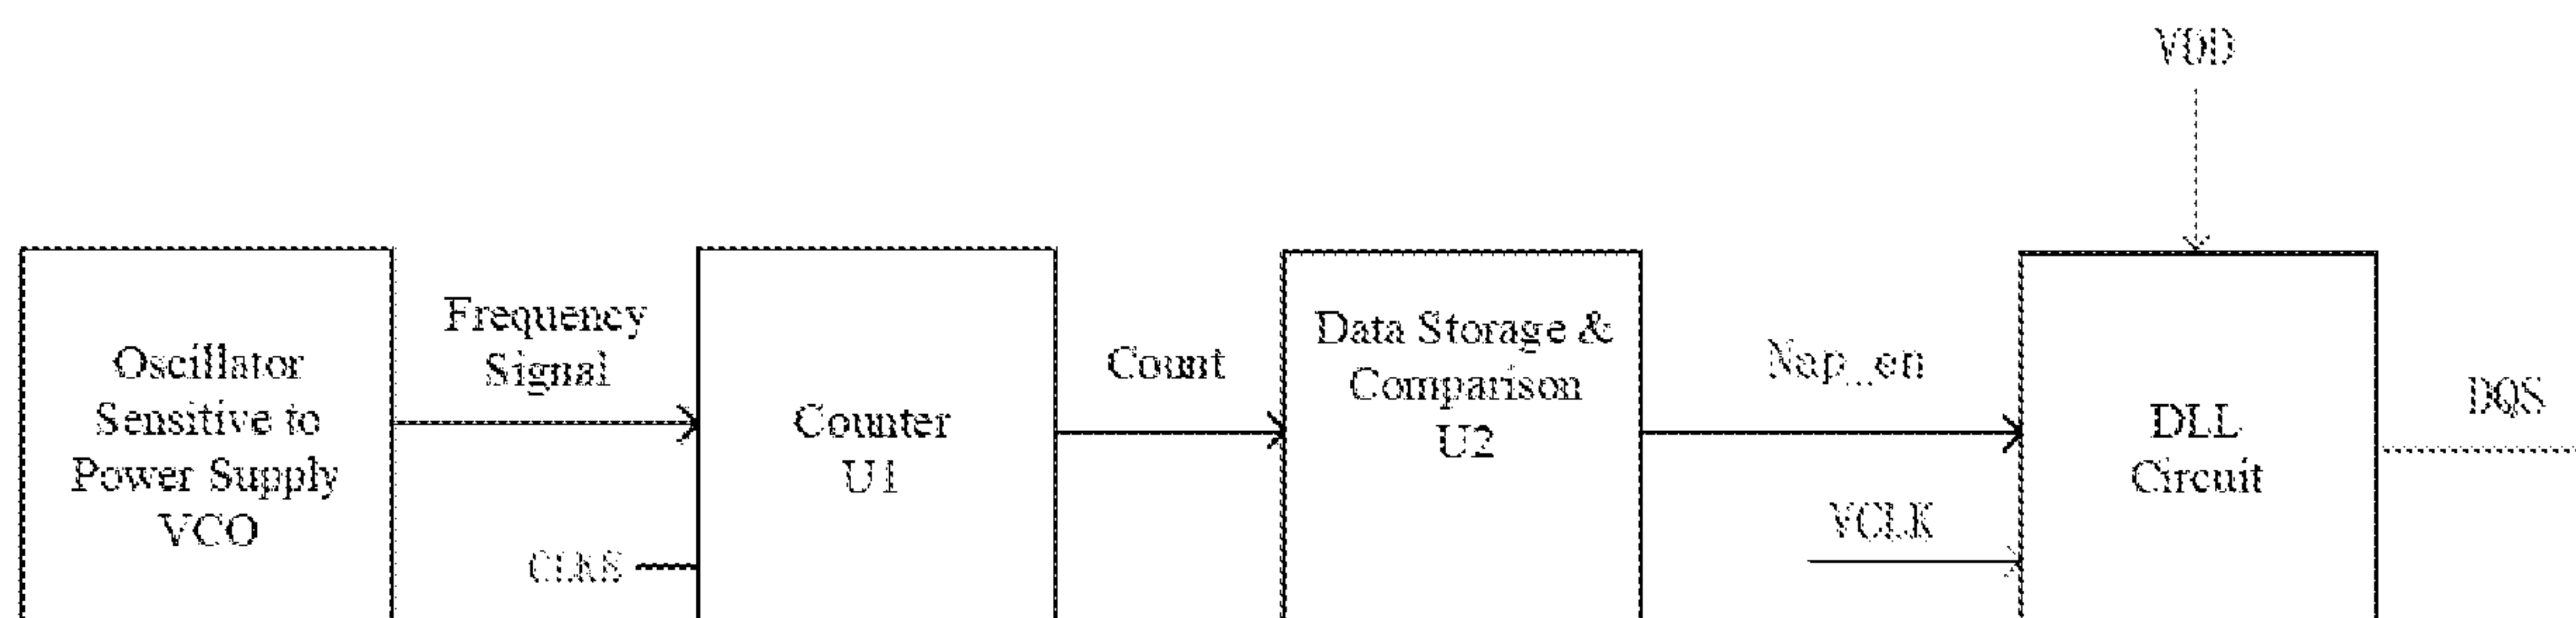 VDD
Oscillator
Sensitive to
Power Supply
VCO
Frequency
Signal
Counter
U1
Count
Data Storage &
Comparison
U2
Nap_en
VCLK
DLL
Circuit
DQS